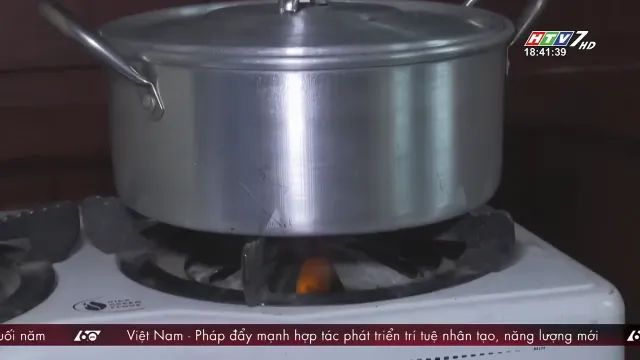 HTV7 HD
18:41:39
uối năm 60 Việt Nam - Pháp đẩy mạnh hợp tác phát triển trí tuệ nhân tạo, năng lượng mới